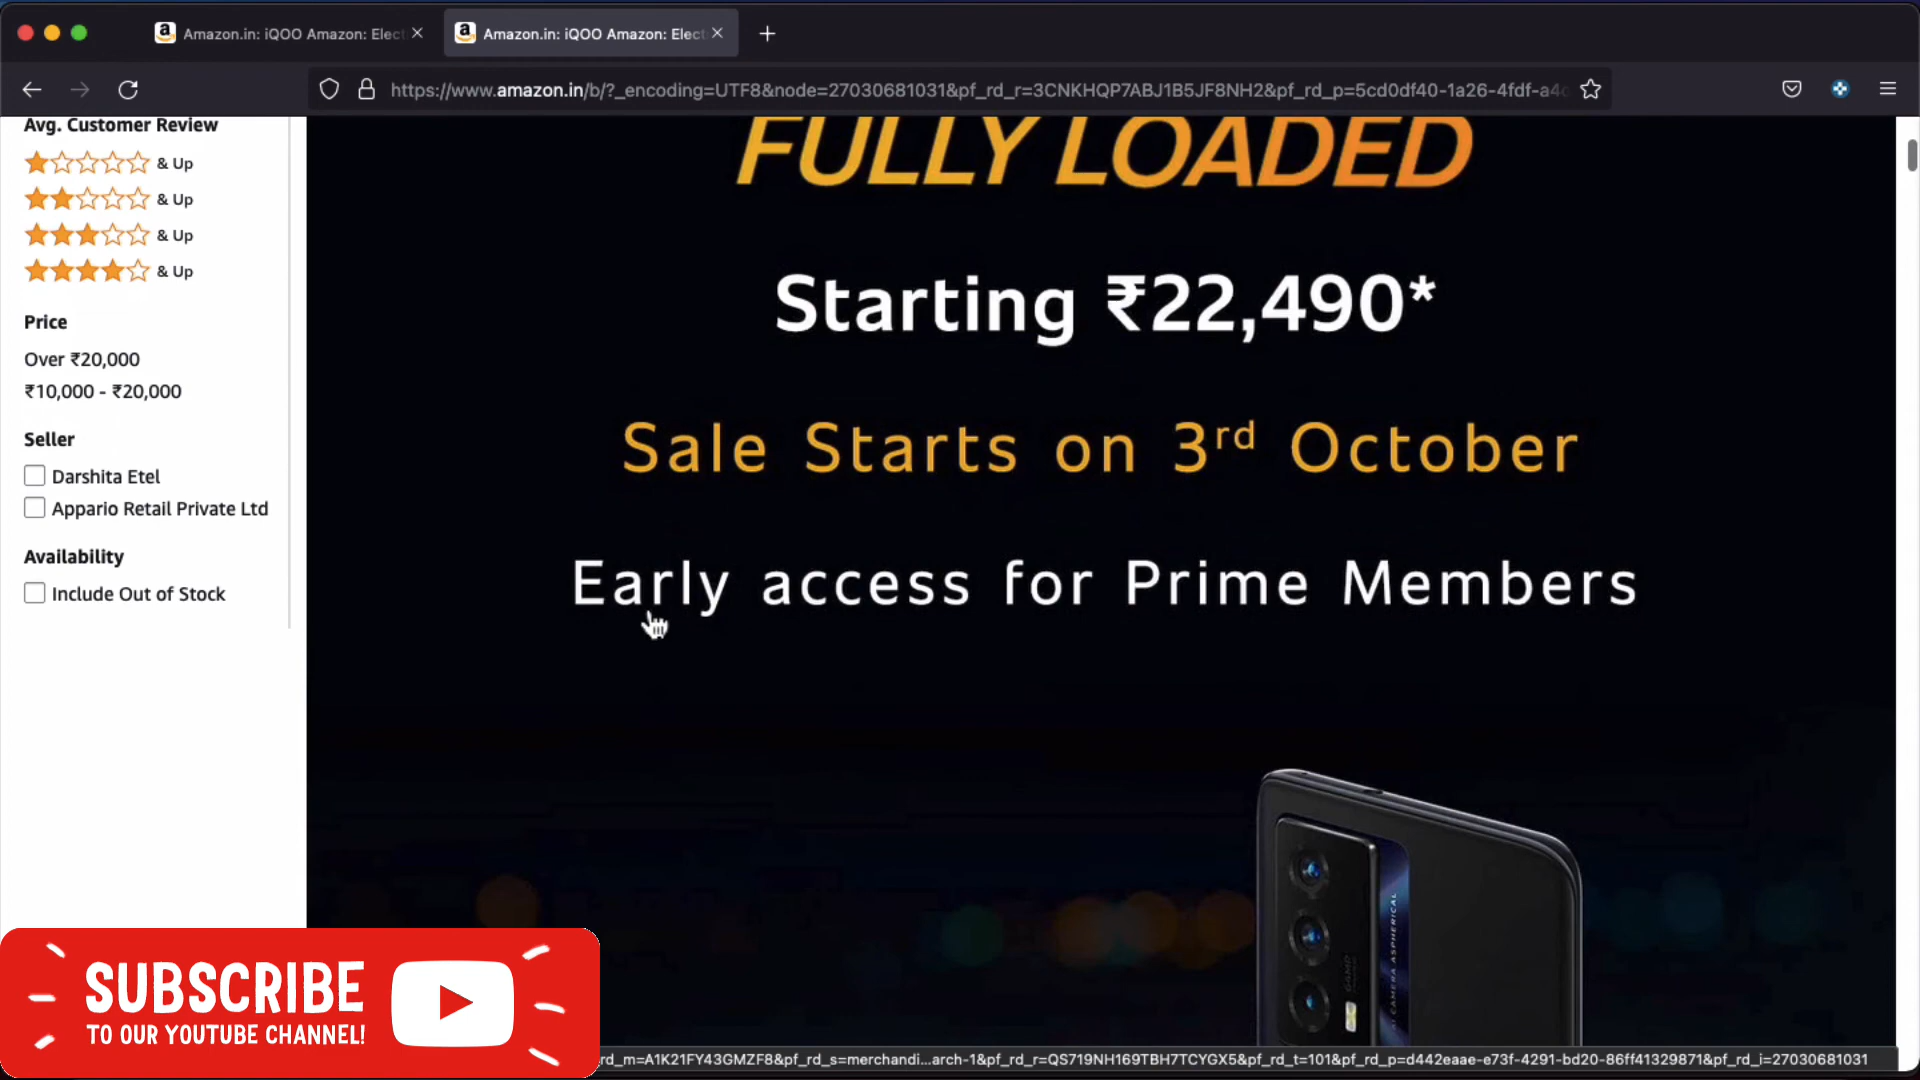 Amazon.in: iQOO Amazon: Elect
Amazon.in: iQOO Amazon: Elect
https://www.amazon.in/b/?_encoding=UTF8&node=27030681031&pf_rd_r=3CNKHQP7ABJ1B5JF8NH2&pf_rd_p=5cd0df40-1a26-4fdf-a4
Avg. Customer Review
& Up
& Up
& Up
& Up
Price
Over ₹20,000
₹10,000 - ₹20,000
Seller
Darshita Etel
Appario Retail Private Ltd
Availability
Include Out of Stock
FULLY LOADED
Starting ₹22,490*
Sale Starts on 3rd October
Early access for Prime Members
SUBSCRIBE
TO OUR YOUTUBE CHANNEL!
rd_m=A1K21FY43GMZF8&pf_rd_s=merchandi...arch-1&pf_rd_r=QS719NH169TBH7TCYGX5&pf_rd_t=101&pf_rd_p=d442eaae-e73f-4291-bd20-86ff41329871&pf_rd_i=27030681031